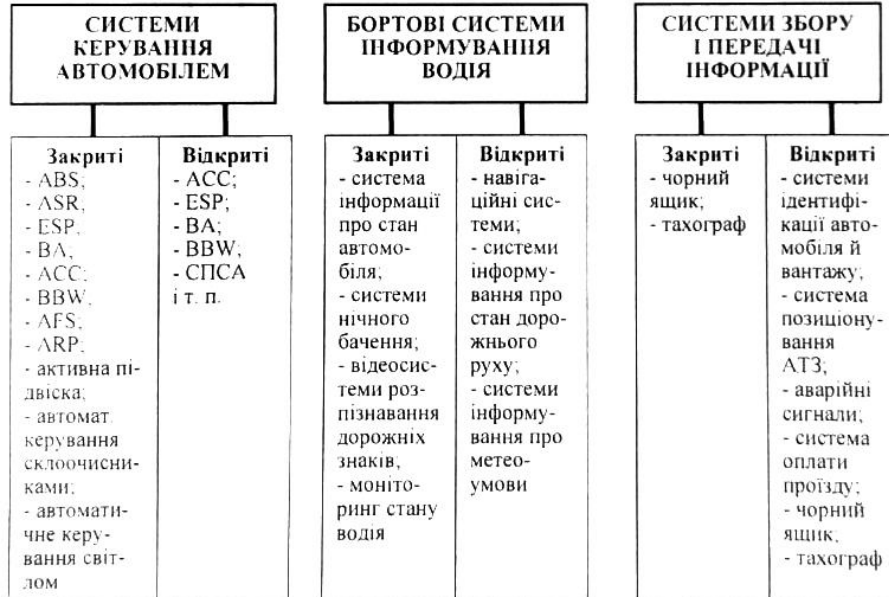 СИСТЕМИ
КЕРУВАННЯ
АВТОМОБІЛЕМ
Закриті
- ABS;
- ASR,
- ESP,
- BA,
- ACC;
- BBW,
- AFS;
- ARP;
- активна пі-
двіска;
- автомат.
керування
склоочисни-
ками;
- автомати-
чне керу-
вання світ-
лом
Відкриті
- ACC;
- ESP;
- BA;
- BBW;
- СПСА
і т. п.
БОРТОВІ СИСТЕМИ
ІНФОРМУВАННЯ
ВОДІЯ
Закриті
- система
інформації
про стан
автомо-
біля;
- системи
нічного
бачення;
- відеосис-
теми роз-
пізнавання
дорожніх
знаків;
- моніто-
ринг стану
водія
Відкриті
- навіга-
ційні сис-
теми;
- системи
інформу-
вання про
стан доро-
жнього
руху;
- системи
інформу-
вання про
метео-
умови
СИСТЕМИ ЗБОРУ
І ПЕРЕДАЧІ
ІНФОРМАЦІЇ
Закриті
- чорний
ящик;
- тахограф
Відкриті
- системи
ідентифі-
кації авто-
мобіля й
вантажу;
- система
позиціону-
вання
АТЗ;
- аварійні
сигнали;
- система
оплати
проїзду;
- чорний
ящик;
- тахограф